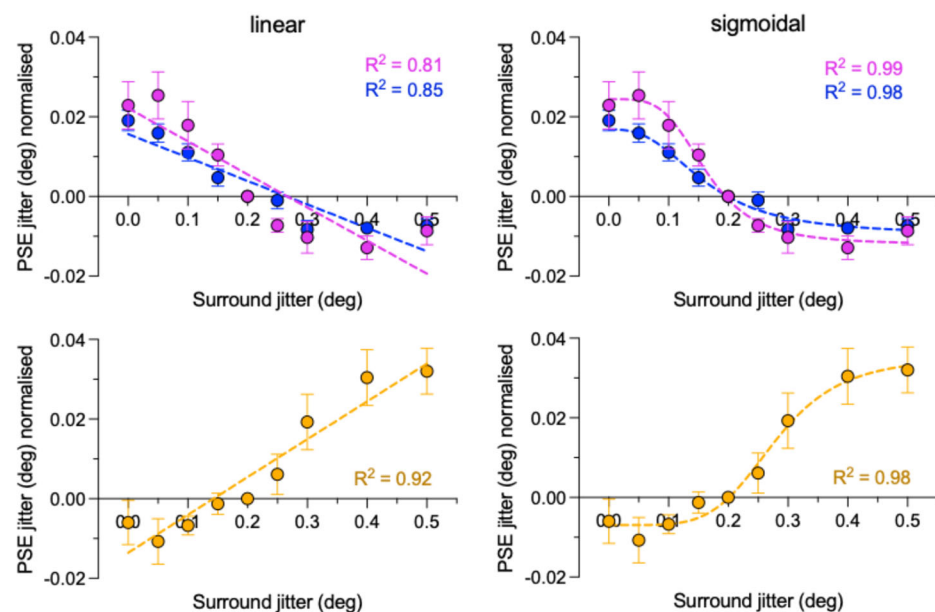 linear
0.04
0.02
0.00
-0.02
R² = 0.81
R² = 0.85
0.0 0.1 0.2 0.3 0.4 0.5
PSE jitter (deg) normalised
Surround jitter (deg)
sigmoidal
0.04
0.02
0.00
-0.02
R² = 0.99
R² = 0.98
0.0 0.1 0.2 0.3 0.4 0.5
PSE jitter (deg) normalised
Surround jitter (deg)
0.04
0.02
0.00
-0.02
R² = 0.92
0.0 0.1 0.2 0.3 0.4 0.5
PSE jitter (deg) normalised
Surround jitter (deg)
0.04
0.02
0.00
-0.02
R² = 0.98
0.0 0.1 0.2 0.3 0.4 0.5
PSE jitter (deg) normalised
Surround jitter (deg)